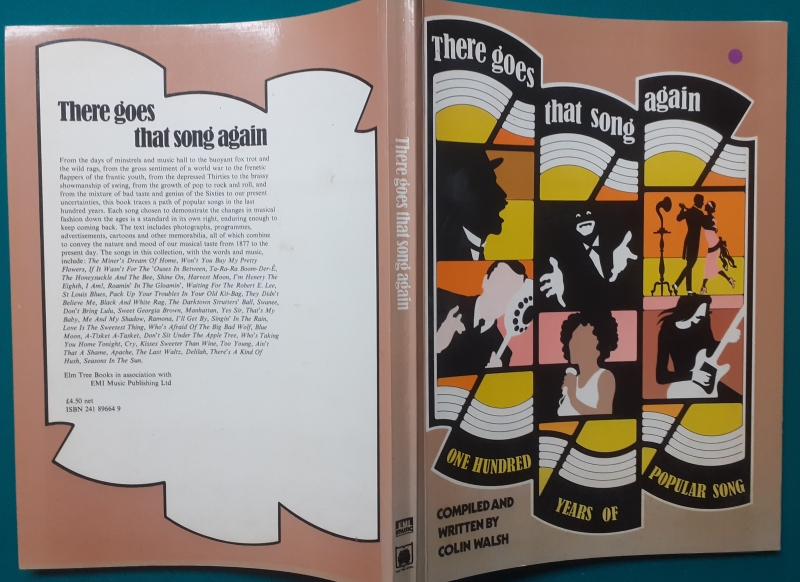 There goes
that song again
From the days of minstrels and music hall to the buoyant fox trot and
the wild rags, from the gross sentiment of a world war to the frenetic
flappers of the frantic youth, from the depressed Thirties to the brassy
showmanship of swing, from the growth of pop to rock and roll, and
from the mixture of bad taste and genius of the Sixties to our present
uncertainties, this book traces a path of popular songs in the last
hundred years. Each song chosen to demonstrate the changes in musical
fashion down the ages is a standard in its own right, enduring enough to
keep coming back. The text includes photographs, programmes,
advertisements, cartoons and other memorabilia, all of which combine
to convey the nature and mood of our musical taste from 1877 to the
present day. The songs in this collection, with the words and music,
include: The Miner's Dream Of Home, Won't You Buy My Pretty
Flowers, If It Wasn't For The 'Ouses In Between, Ta-Ra-Ra Boom-Der-É,
The Honeysuckle And The Bee, Shine On, Harvest Moon, I'm Henery The
Eighth, I Am!, Roamin' In The Gloamin', Waiting For The Robert E. Lee,
St Louis Blues, Pack Up Your Troubles In Your Old Kit-Bag, They Didn't
Believe Me, Black And White Rag, The Darktown Strutters' Ball, Swanee,
Don't Bring Lulu, Sweet Georgia Brown, Manhattan, Yes Sir, That's My
Baby, Me And My Shadow, Ramona, I'll Get By, Singin' In The Rain,
Love Is The Sweetest Thing, Who's Afraid Of The Big Bad Wolf, Blue
Moon, A-Tisket A-Tasket, Don't Sit Under The Apple Tree, Who's Taking
You Home Tonight, Cry, Kisses Sweeter Than Wine, Too Young, Ain't
That A Shame, Apache, The Last Waltz, Delilah, There's A Kind Of
Hush, Seasons In The Sun.
Elm Tree Books in association with
EMI Music Publishing Ltd
£4.50 net
ISBN 241 89664 9
There goes that song again
EMI
MUSIC
There goes
that song
again
ONE HUNDRED
YEARS OF
POPULAR SONG
COMPILED AND
WRITTEN BY
COLIN WALSH